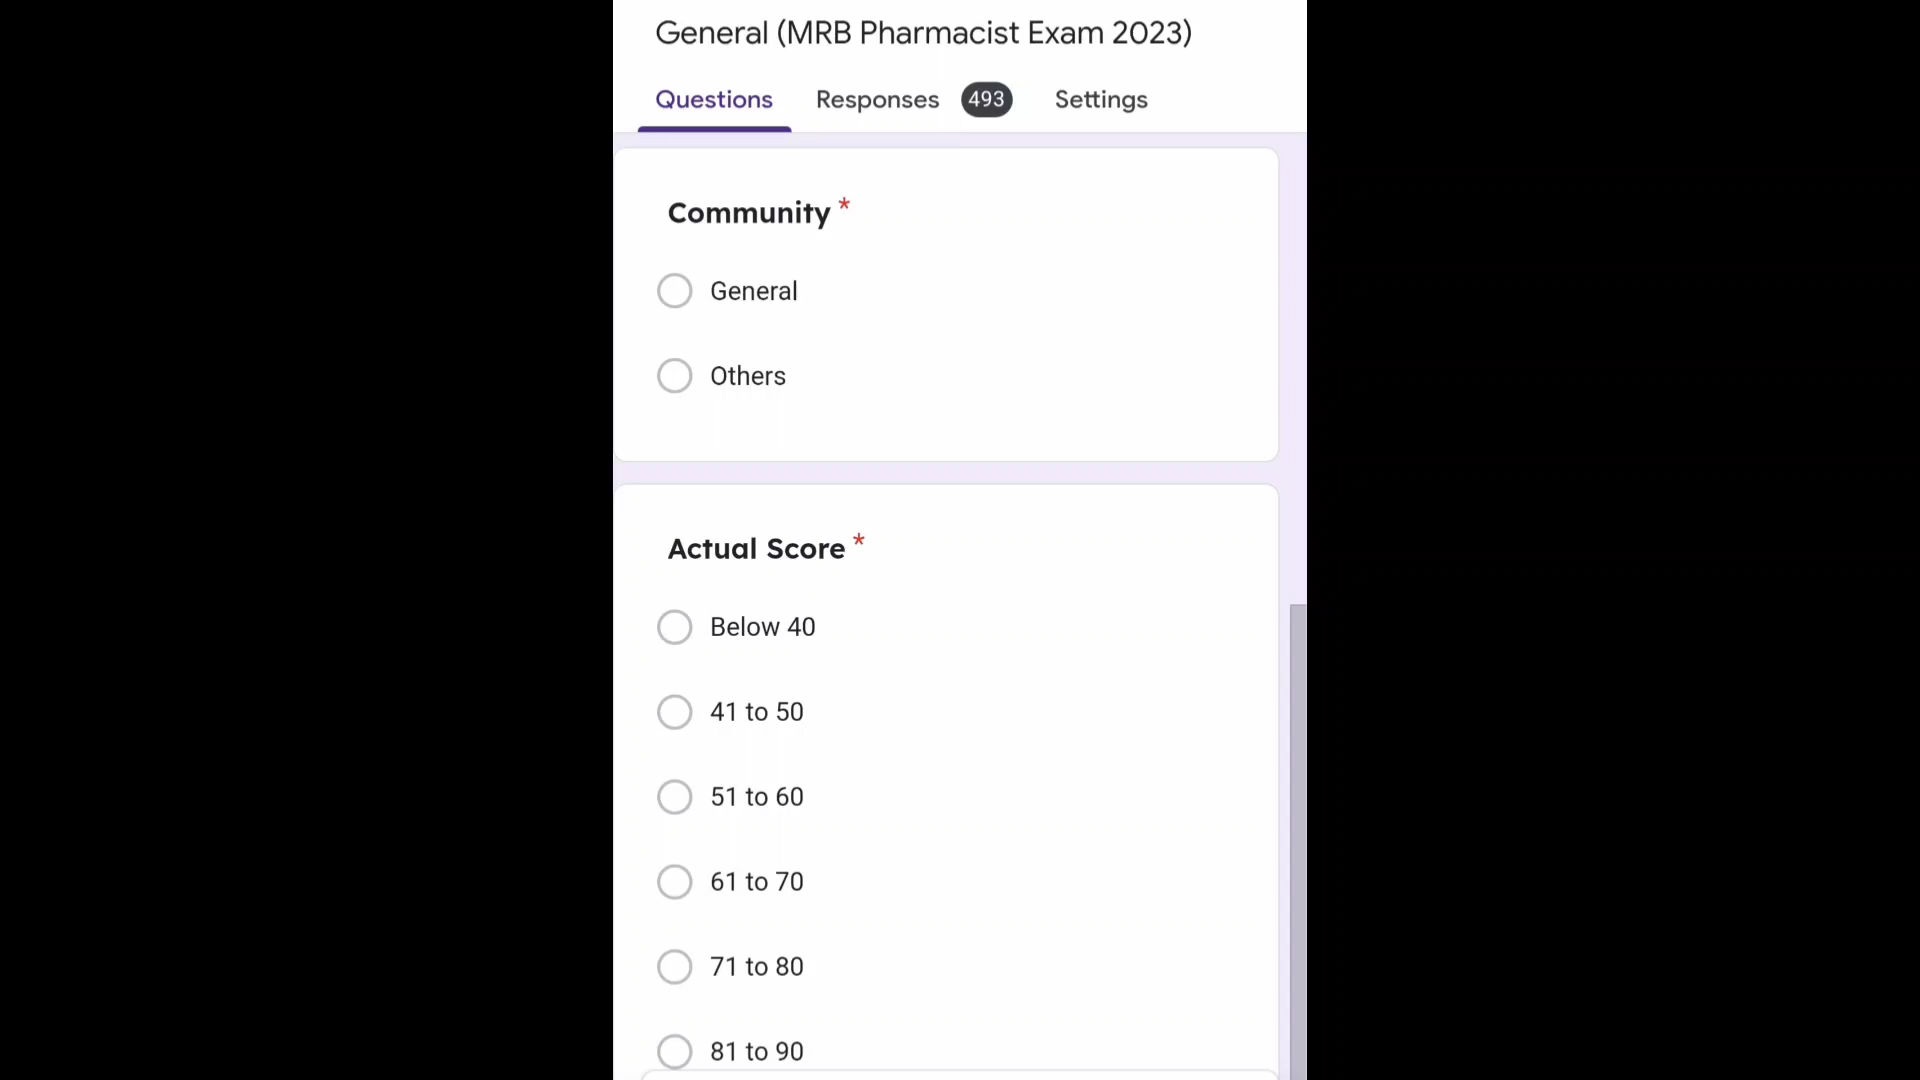 General (MRB Pharmacist Exam 2023)
Questions Responses 493 Settings
Community *
General
Others
Actual Score *
Below 40
41 to 50
51 to 60
61 to 70
71 to 80
81 to 90